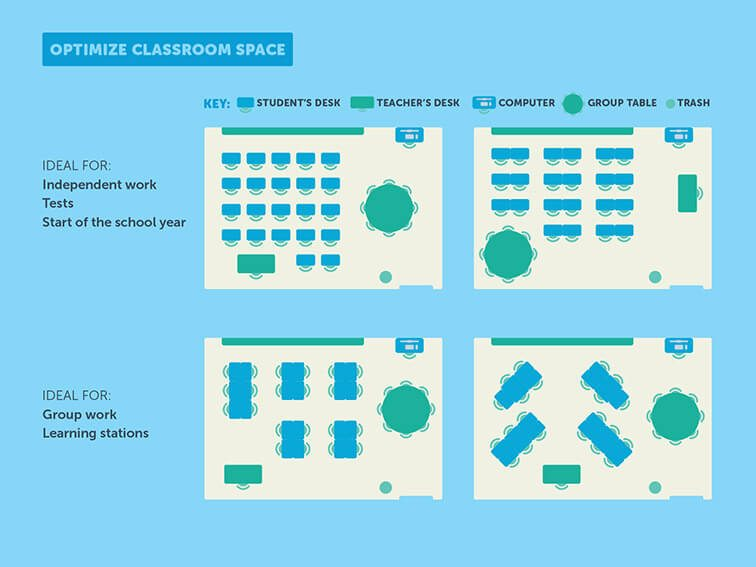 OPTIMIZE CLASSROOM SPACE
KEY: STUDENT'S DESK TEACHER'S DESK COMPUTER GROUP TABLE TRASH
IDEAL FOR:
Independent work
Tests
Start of the school year
IDEAL FOR:
Group work
Learning stations